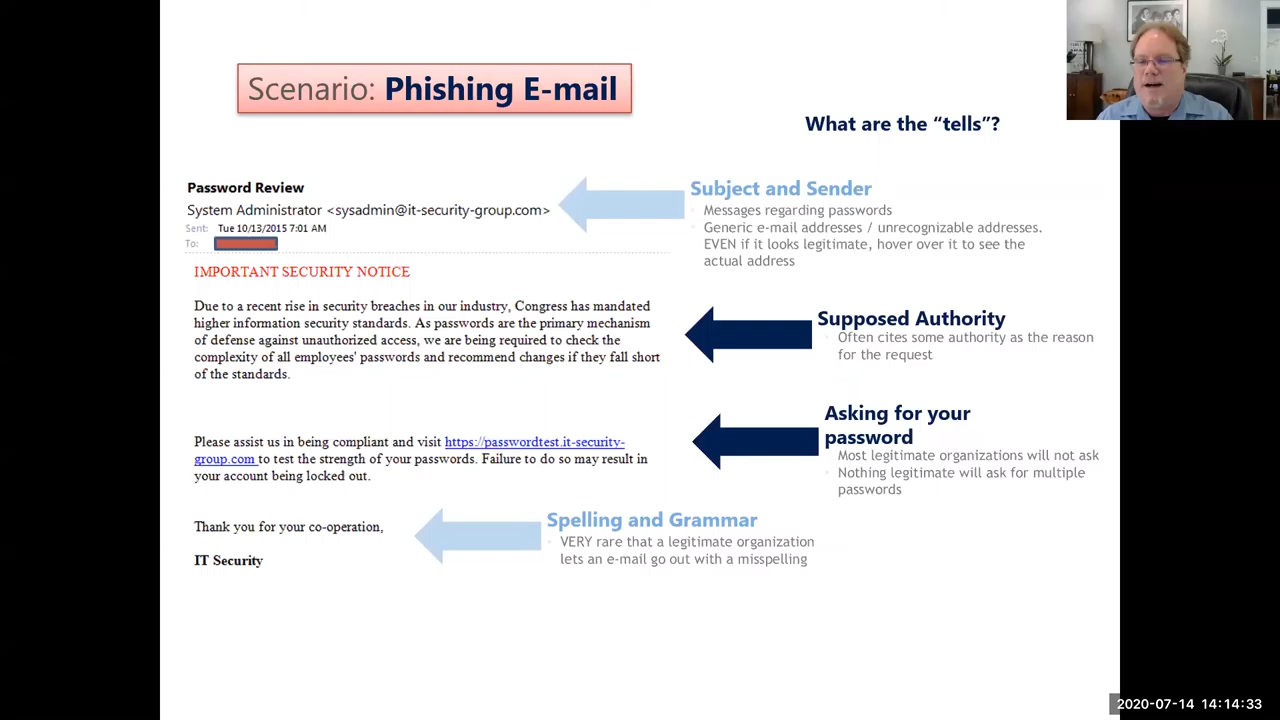 Scenario: Phishing E-mail
What are the “tells”?
Password Review
System Administrator <sysadmin@it-security-group.com>
Sent: Tue 10/13/2015 7:01 AM
To:
IMPORTANT SECURITY NOTICE
Due to a recent rise in security breaches in our industry, Congress has mandated
higher information security standards. As passwords are the primary mechanism
of defense against unauthorized access, we are being required to check the
complexity of all employees' passwords and recommend changes if they fall short
of the standards.
Please assist us in being compliant and visit https://passwordtest.it-security-
group.com to test the strength of your passwords. Failure to do so may result in
your account being locked out.
Thank you for your co-operation,
IT Security
Subject and Sender
Messages regarding passwords
Generic e-mail addresses / unrecognizable addresses.
EVEN if it looks legitimate, hover over it to see the
actual address
Supposed Authority
Often cites some authority as the reason
for the request
Asking for your
password
Most legitimate organizations will not ask
Nothing legitimate will ask for multiple
passwords
Spelling and Grammar
VERY rare that a legitimate organization
lets an e-mail go out with a misspelling
2020-07-14 14:14:33